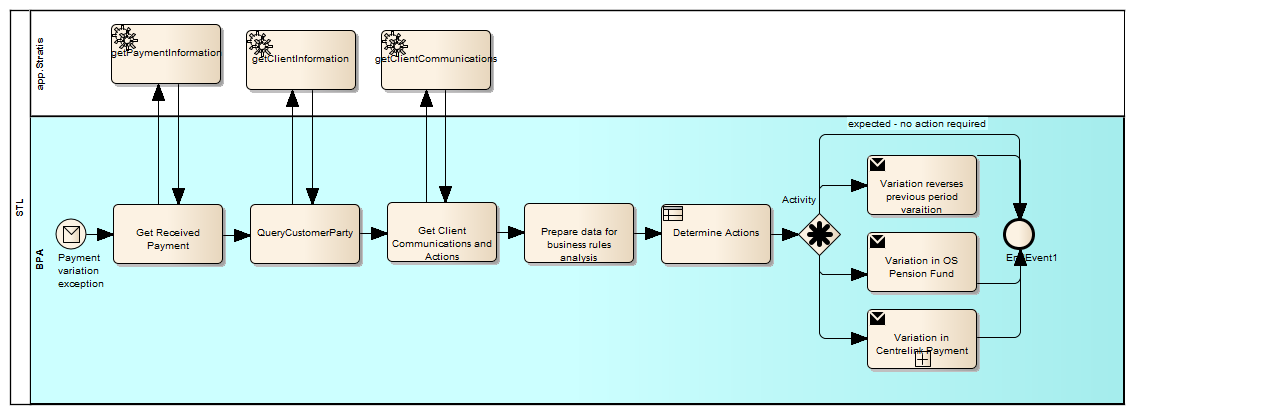 STL
app.Stratis
getPaymentInformation
getClientInformation
getClientCommunications
BPA
Payment
variation
exception
Get Received
Payment
QueryCustomerParty
Get Client
Communications and
Actions
Prepare data for
business rules
analysis
Determine Actions
Activity
expected - no action required
Variation reverses
previous period
varaition
Variation in OS
Pension Fund
Variation in
Centrelink Payment
EndEvent1